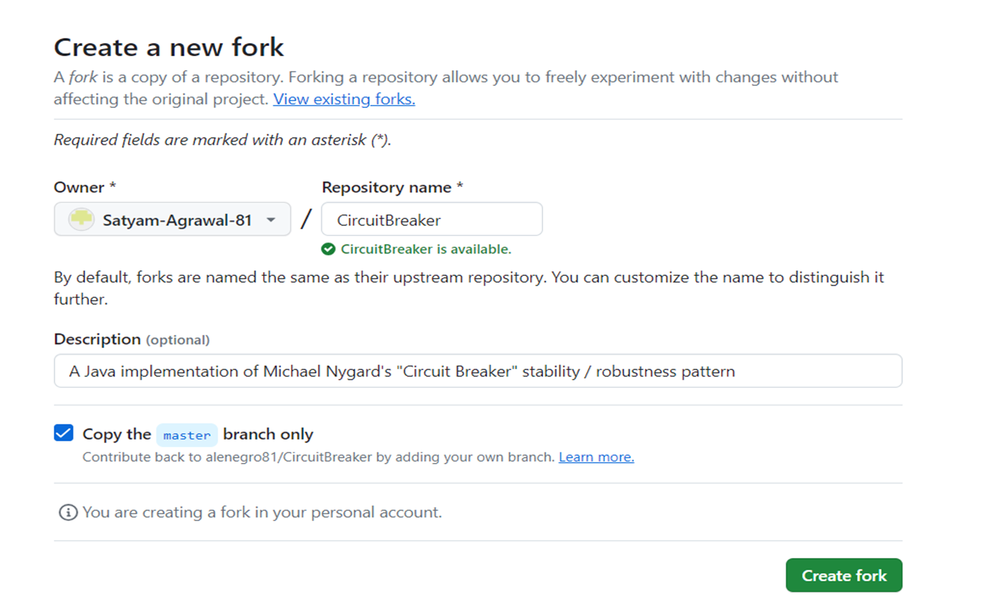 Create a new fork
A fork is a copy of a repository. Forking a repository allows you to freely experiment with changes without
affecting the original project. View existing forks.
Required fields are marked with an asterisk (*).
Owner *
Repository name *
Satyam-Agrawal-81 / CircuitBreaker
CircuitBreaker is available.
By default, forks are named the same as their upstream repository. You can customize the name to distinguish it
further.
Description (optional)
A Java implementation of Michael Nygard's "Circuit Breaker" stability / robustness pattern
Copy the master branch only
Contribute back to alenegro81/CircuitBreaker by adding your own branch. Learn more.
You are creating a fork in your personal account.
Create fork